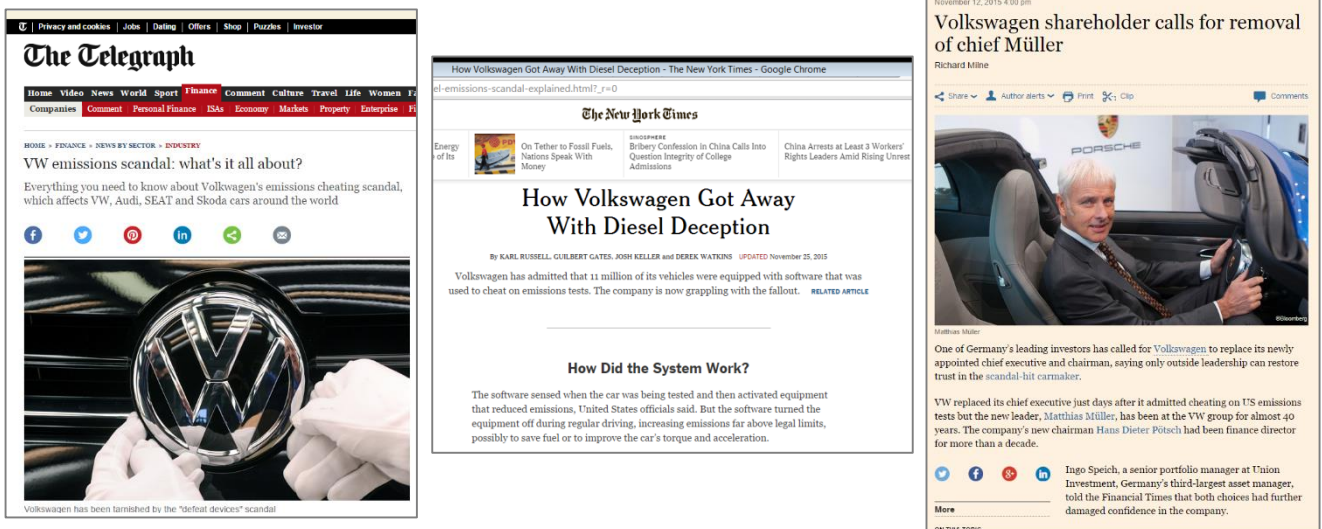 Privacy and cookies | Jobs | Dating | Offers | Shop | Puzzles | Investor
The Telegraph
Home Video News World Sport Finance Comment Culture Travel Life Women
Companies Comment Personal Finance ISAs Economy Markets Property Enterprise
HOME > FINANCE > NEWS BY SECTOR > INDUSTRY
VW emissions scandal: what's it all about?
Everything you need to know about Volkwagen's emissions cheating scandal,
which affects VW, Audi, SEAT and Skoda cars around the world
Volkswagen has been tarnished by the "defeat devices" scandal
How Volkswagen Got Away With Diesel Deception - The New York Times - Google Chrome
el-emissions-scandal-explained.html?_r=0
The New York Times
Energy
of Its
On Tether to Fossil Fuels,
Nations Speak With
Money
SINOSPHERE
Bribery Confession in China Calls Into
Question Integrity of College
Admissions
China Arrests at Least 3 Workers'
Rights Leaders Amid Rising Unrest
How Volkswagen Got Away
With Diesel Deception
By KARL RUSSELL, GUILBERT GATES, JOSH KELLER and DEREK WATKINS UPDATED November 25, 2015
Volkswagen has admitted that 11 million of its vehicles were equipped with software that was
used to cheat on emissions tests. The company is now grappling with the fallout. RELATED ARTICLE
How Did the System Work?
The software sensed when the car was being tested and then activated equipment
that reduced emissions, United States officials said. But the software turned the
equipment off during regular driving, increasing emissions far above legal limits,
possibly to save fuel or to improve the car's torque and acceleration.
November 12, 2015 4:00 pm
Volkswagen shareholder calls for removal
of chief Müller
Richard Milne
Share Author alerts Print Clip Comments
PORSCHE
©Bloomberg
Matthias Müller
One of Germany's leading investors has called for Volkswagen to replace its newly
appointed chief executive and chairman, saying only outside leadership can restore
trust in the scandal-hit carmaker.
VW replaced its chief executive just days after it admitted cheating on US emissions
tests but the new leader, Matthias Müller, has been at the VW group for almost 40
years. The company's new chairman Hans Dieter Pötsch had been finance director
for more than a decade.
Ingo Speich, a senior portfolio manager at Union
Investment, Germany's third-largest asset manager,
told the Financial Times that both choices had further
damaged confidence in the company.
More
ON THIS TOPIC